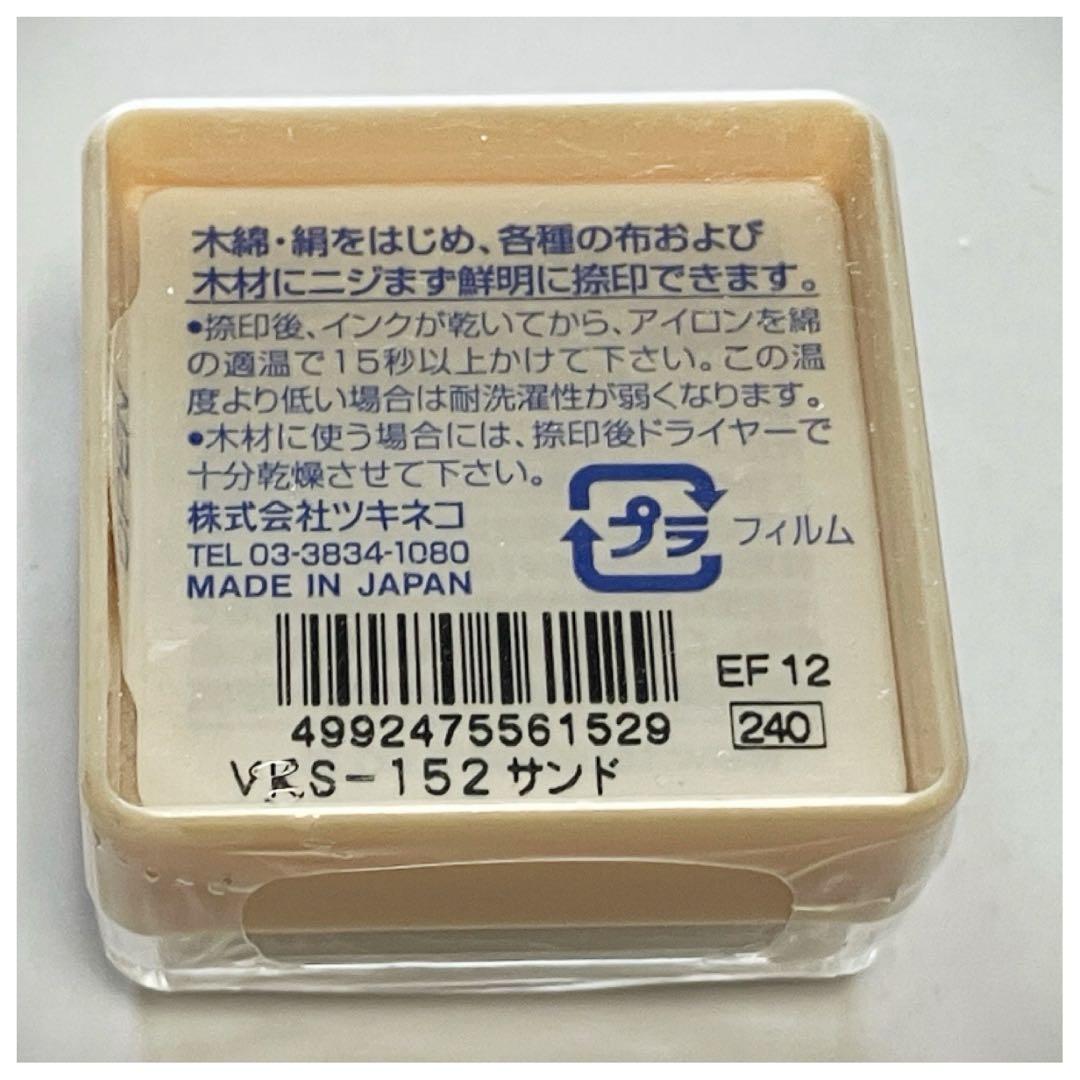 木綿・絹をはじめ、各種の布および
木材にニジまず鮮明に捺印できます。
•捺印後、インクが乾いてから、アイロンを綿
の適温で15秒以上かけて下さい。この温
度より低い場合は耐洗濯性が弱くなります。
•木材に使う場合には、捺印後ドライヤーで
十分乾燥させて下さい。
株式会社ツキネコ
TEL 03-3834-1080
MADE IN JAPAN
プラ フィルム
EF 12
4992475561529
240
VKS-152 サンド